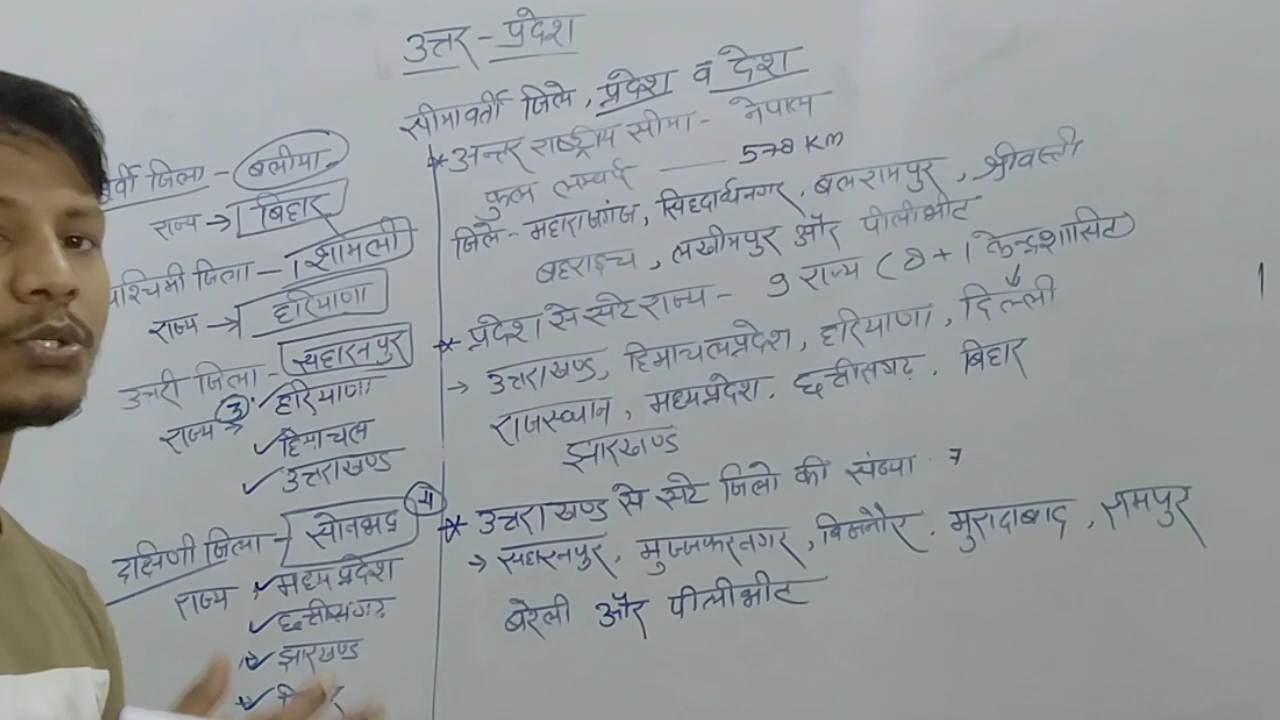 उत्तर - प्रदेश
सीमावर्ती जिले, प्रदेश व देश
* अन्तर राष्ट्रीय सीमा - नेपाल
कुल लम्बाई — 578 Km
जिले - महाराजगंज, सिद्दार्थनगर, बलरामपुर, श्रीवस्ती
बहराइच, लखीमपुर और पीलीभीट
* प्रदेश से सटे राज्य - 9 राज्य (8+1 केन्द्रशासित)
→ उत्तराखण्ड, हिमाचलप्रदेश, हरियाणा, दिल्ली
राजस्थान, मध्यप्रदेश, छत्तीसगढ़, बिहार
झारखण्ड
* उत्तराखण्ड से सटे जिलो की संख्या 7
→ सहारनपुर, मुज्जफरनगर, बिजनौर, मुरादाबाद, रामपुर
बरेली और पीलीभीट
पूर्वी जिला - बलीया
राज्य → बिहार
पश्चिमी जिला - शामली
राज्य → हरियाणा
उत्तरी जिला - सहारनपुर
राज्य → 3 ✓ हरियाणा
✓ हिमाचल
✓ उत्तराखण्ड
दक्षिणी जिला - सोनभद्र 4
राज्य ✓ मध्य प्रदेश
✓ छत्तीसगढ़
✓ झारखण्ड